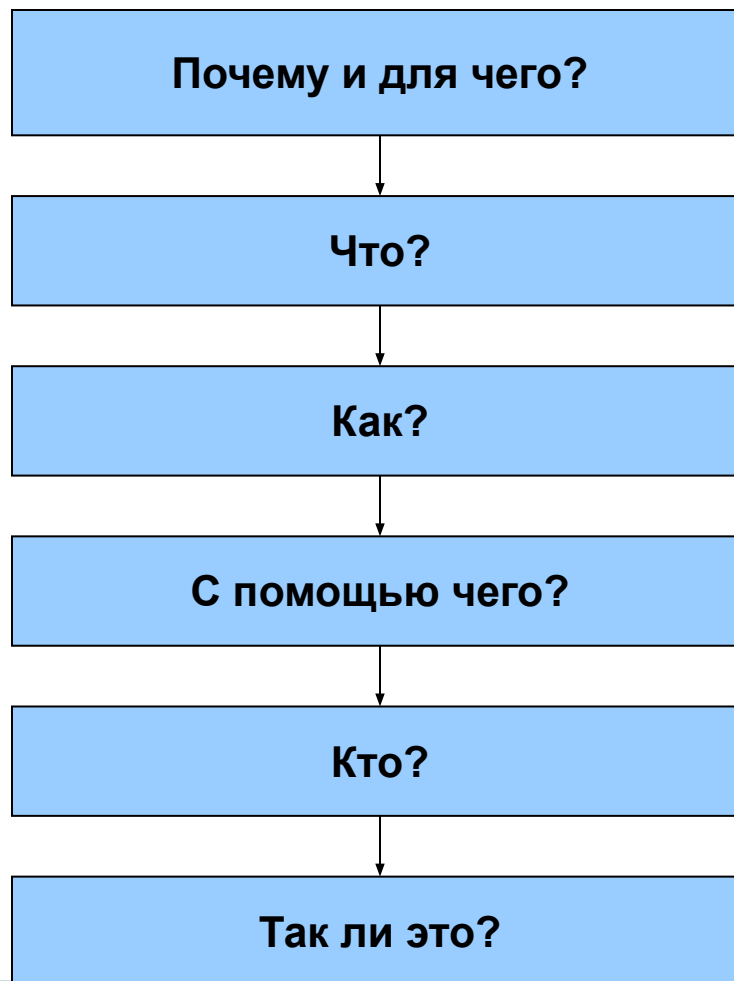 Почему и для чего?
Что?
Как?
С помощью чего?
Кто?
Так ли это?